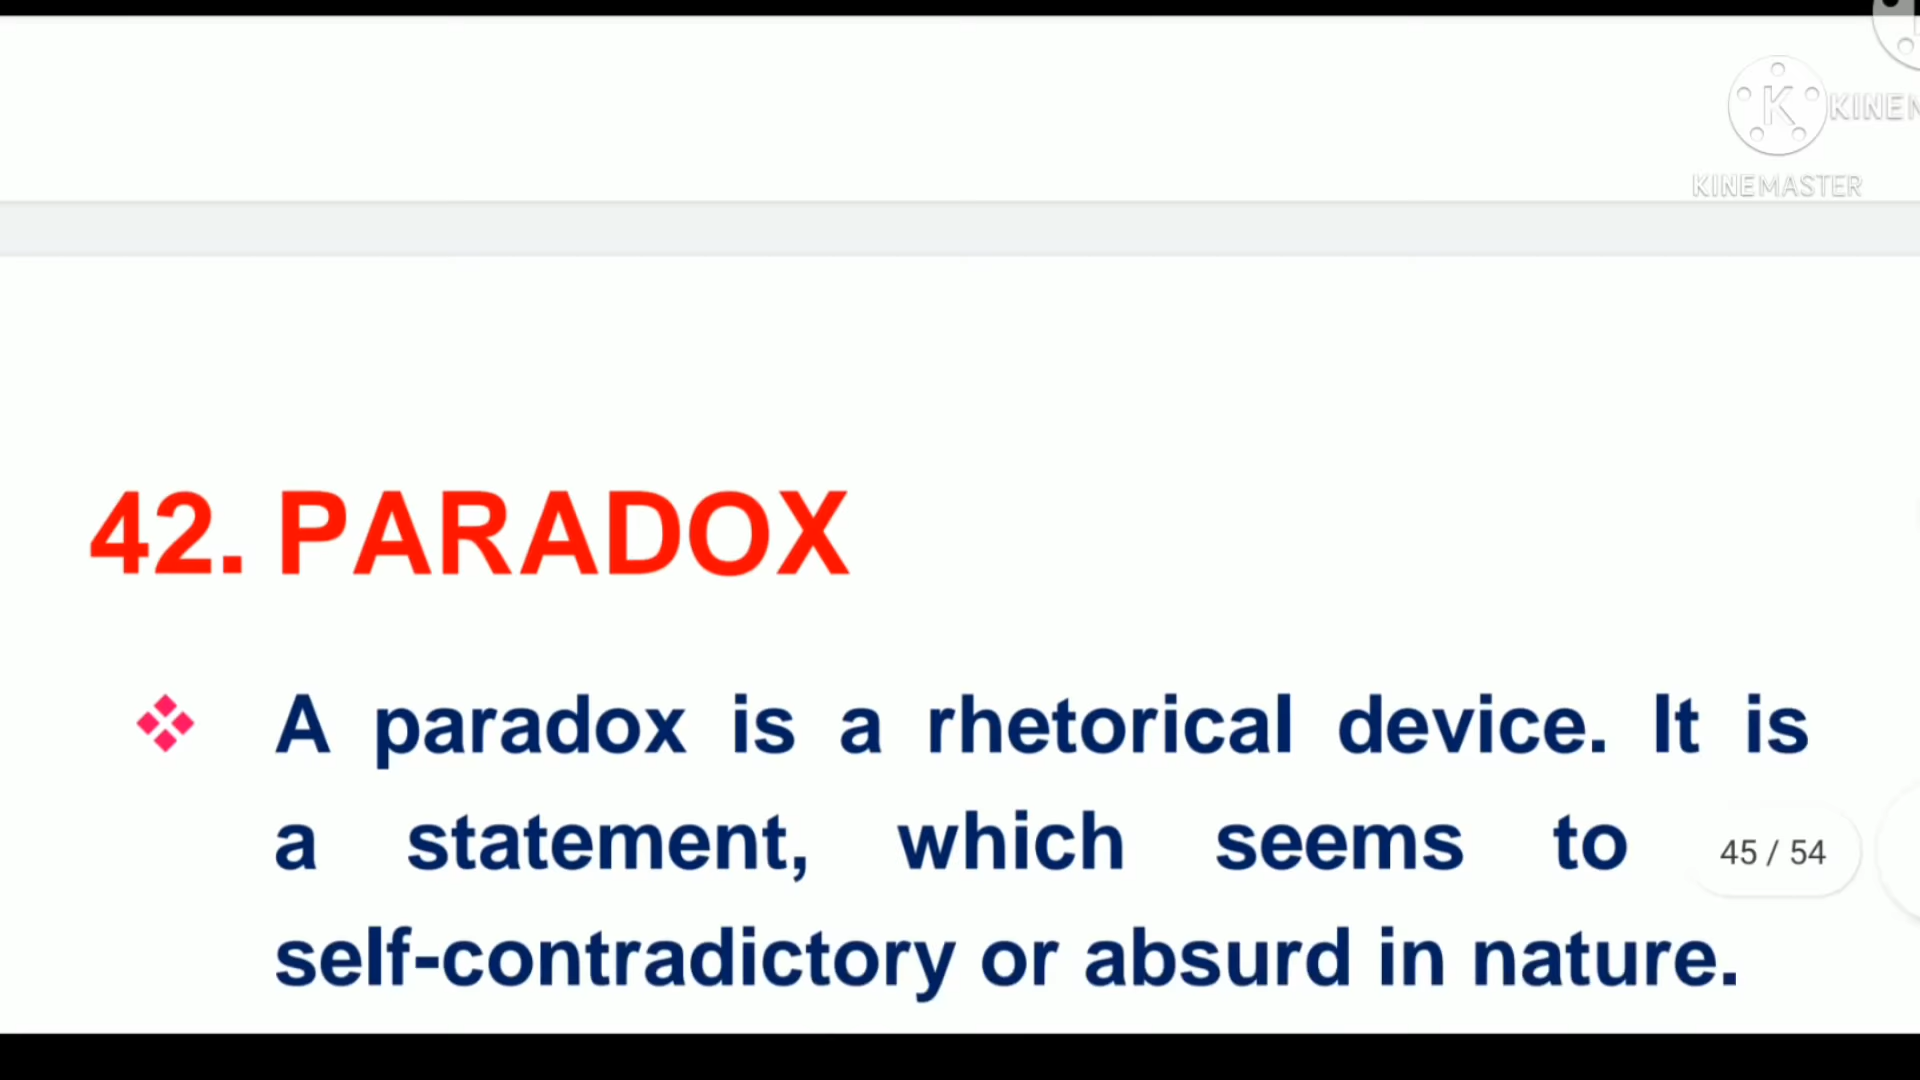 KINEM
KINEMASTER
42. PARADOX
A paradox is a rhetorical device. It is
a statement, which seems to
45 / 54
self-contradictory or absurd in nature.